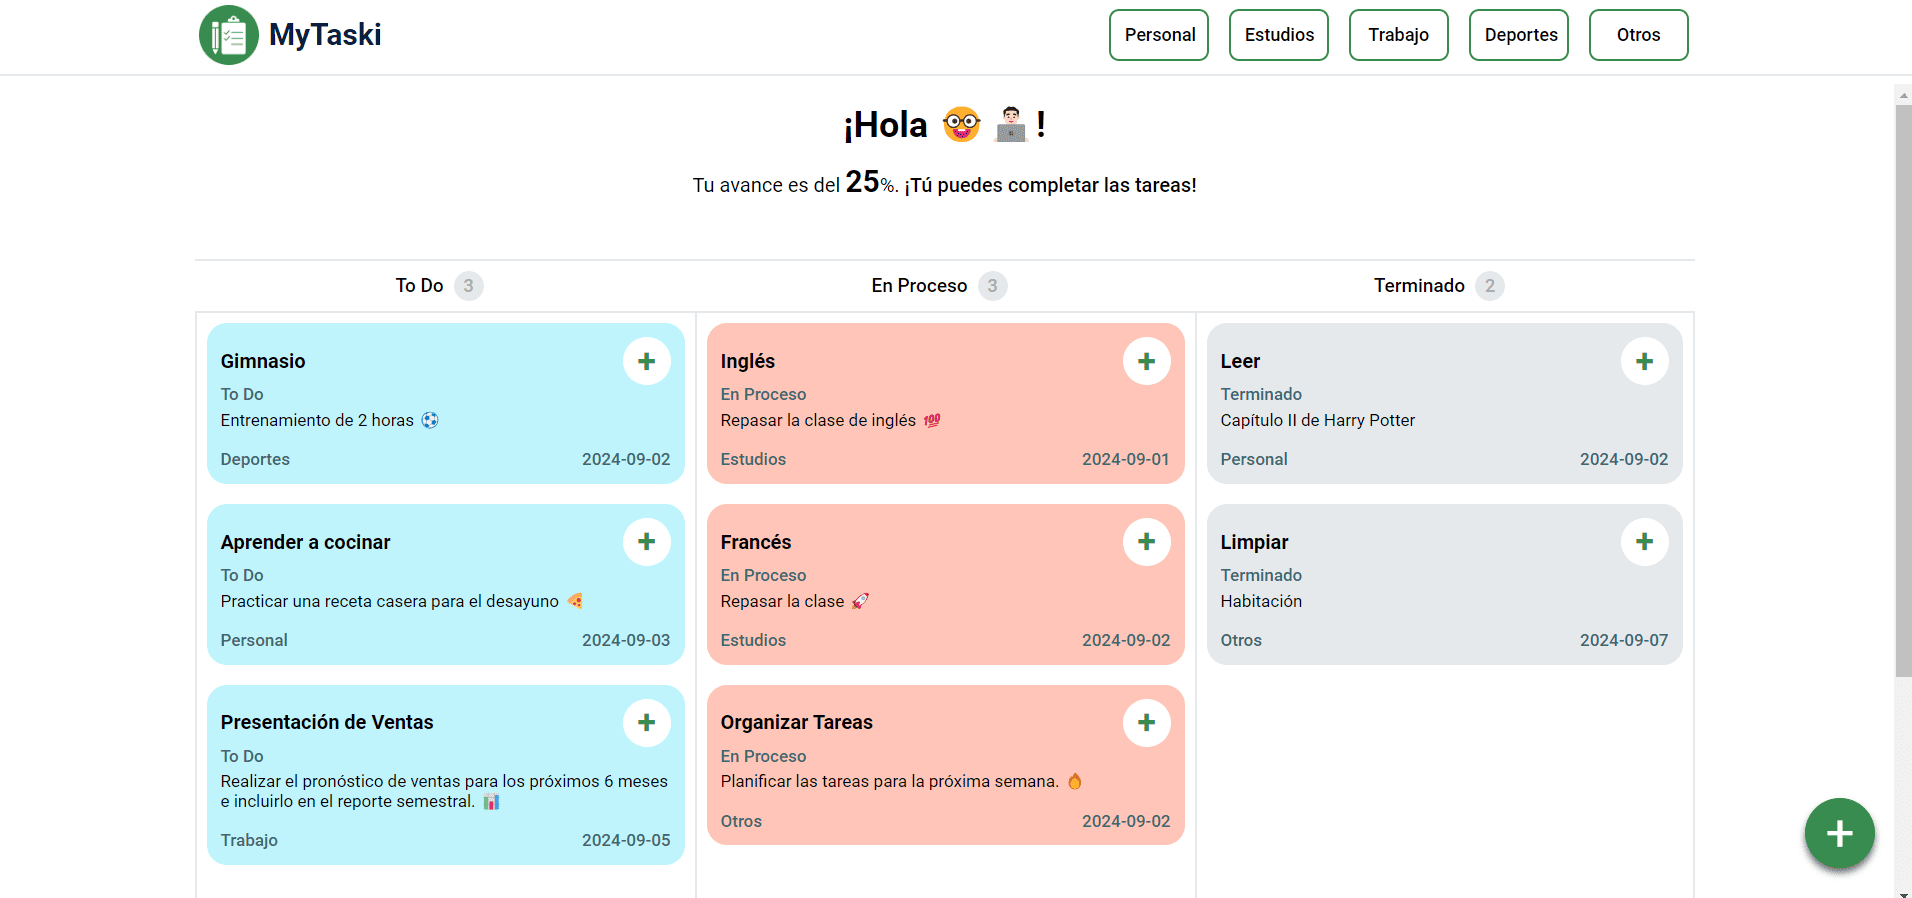 MyTaski
Personal
Estudios
Trabajo
Deportes
Otros
¡Hola 🤓 👨🏻‍💻 !
Tu avance es del 25%. ¡Tú puedes completar las tareas!
To Do 3
En Proceso 3
Terminado 2
Gimnasio
To Do
Entrenamiento de 2 horas ⚽
Deportes 2024-09-02
Aprender a cocinar
To Do
Practicar una receta casera para el desayuno 🍕
Personal 2024-09-03
Presentación de Ventas
To Do
Realizar el pronóstico de ventas para los próximos 6 meses
e incluirlo en el reporte semestral. 📊
Trabajo 2024-09-05
Inglés
En Proceso
Repasar la clase de inglés 💯
Estudios 2024-09-01
Francés
En Proceso
Repasar la clase 🚀
Estudios 2024-09-02
Organizar Tareas
En Proceso
Planificar las tareas para la próxima semana. 🔥
Otros 2024-09-02
Leer
Terminado
Capítulo II de Harry Potter
Personal 2024-09-02
Limpiar
Terminado
Habitación
Otros 2024-09-07